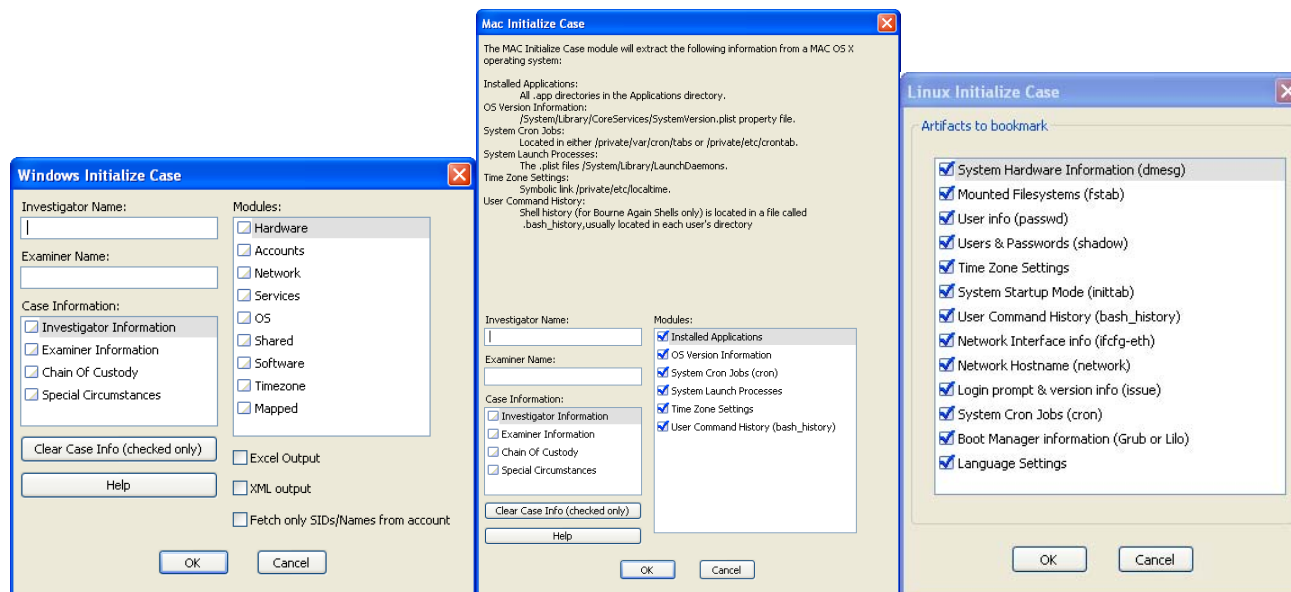 Windows Initialize Case
Investigator Name:
Examiner Name:
Case Information:
Investigator Information
Examiner Information
Chain Of Custody
Special Circumstances
Clear Case Info (checked only)
Help
Modules:
Hardware
Accounts
Network
Services
OS
Shared
Software
Timezone
Mapped
Excel Output
XML output
Fetch only SIDs/Names from account
OK
Cancel
Mac Initialize Case
The MAC Initialize Case module will extract the following information from a MAC OS X
operating system:
Installed Applications:
All .app directories in the Applications directory.
OS Version Information:
/System/Library/CoreServices/SystemVersion.plist property file.
System Cron Jobs:
Located in either /private/var/cron/tabs or /private/etc/crontab.
System Launch Processes:
The .plist files /System/Library/LaunchDaemons.
Time Zone Settings:
Symbolic link /private/etc/localtime.
User Command History:
Shell history (for Bourne Again Shells only) is located in a file called
.bash_history,usually located in each user's directory
Investigator Name:
Examiner Name:
Case Information:
Investigator Information
Examiner Information
Chain Of Custody
Special Circumstances
Clear Case Info (checked only)
Help
Modules:
Installed Applications
OS Version Information
System Cron Jobs (cron)
System Launch Processes
Time Zone Settings
User Command History (bash_history)
OK
Cancel
Linux Initialize Case
Artifacts to bookmark
System Hardware Information (dmesg)
Mounted Filesystems (fstab)
User info (passwd)
Users & Passwords (shadow)
Time Zone Settings
System Startup Mode (inittab)
User Command History (bash_history)
Network Interface info (ifcfg-eth)
Network Hostname (network)
Login prompt & version info (issue)
System Cron Jobs (cron)
Boot Manager information (Grub or Lilo)
Language Settings
OK
Cancel